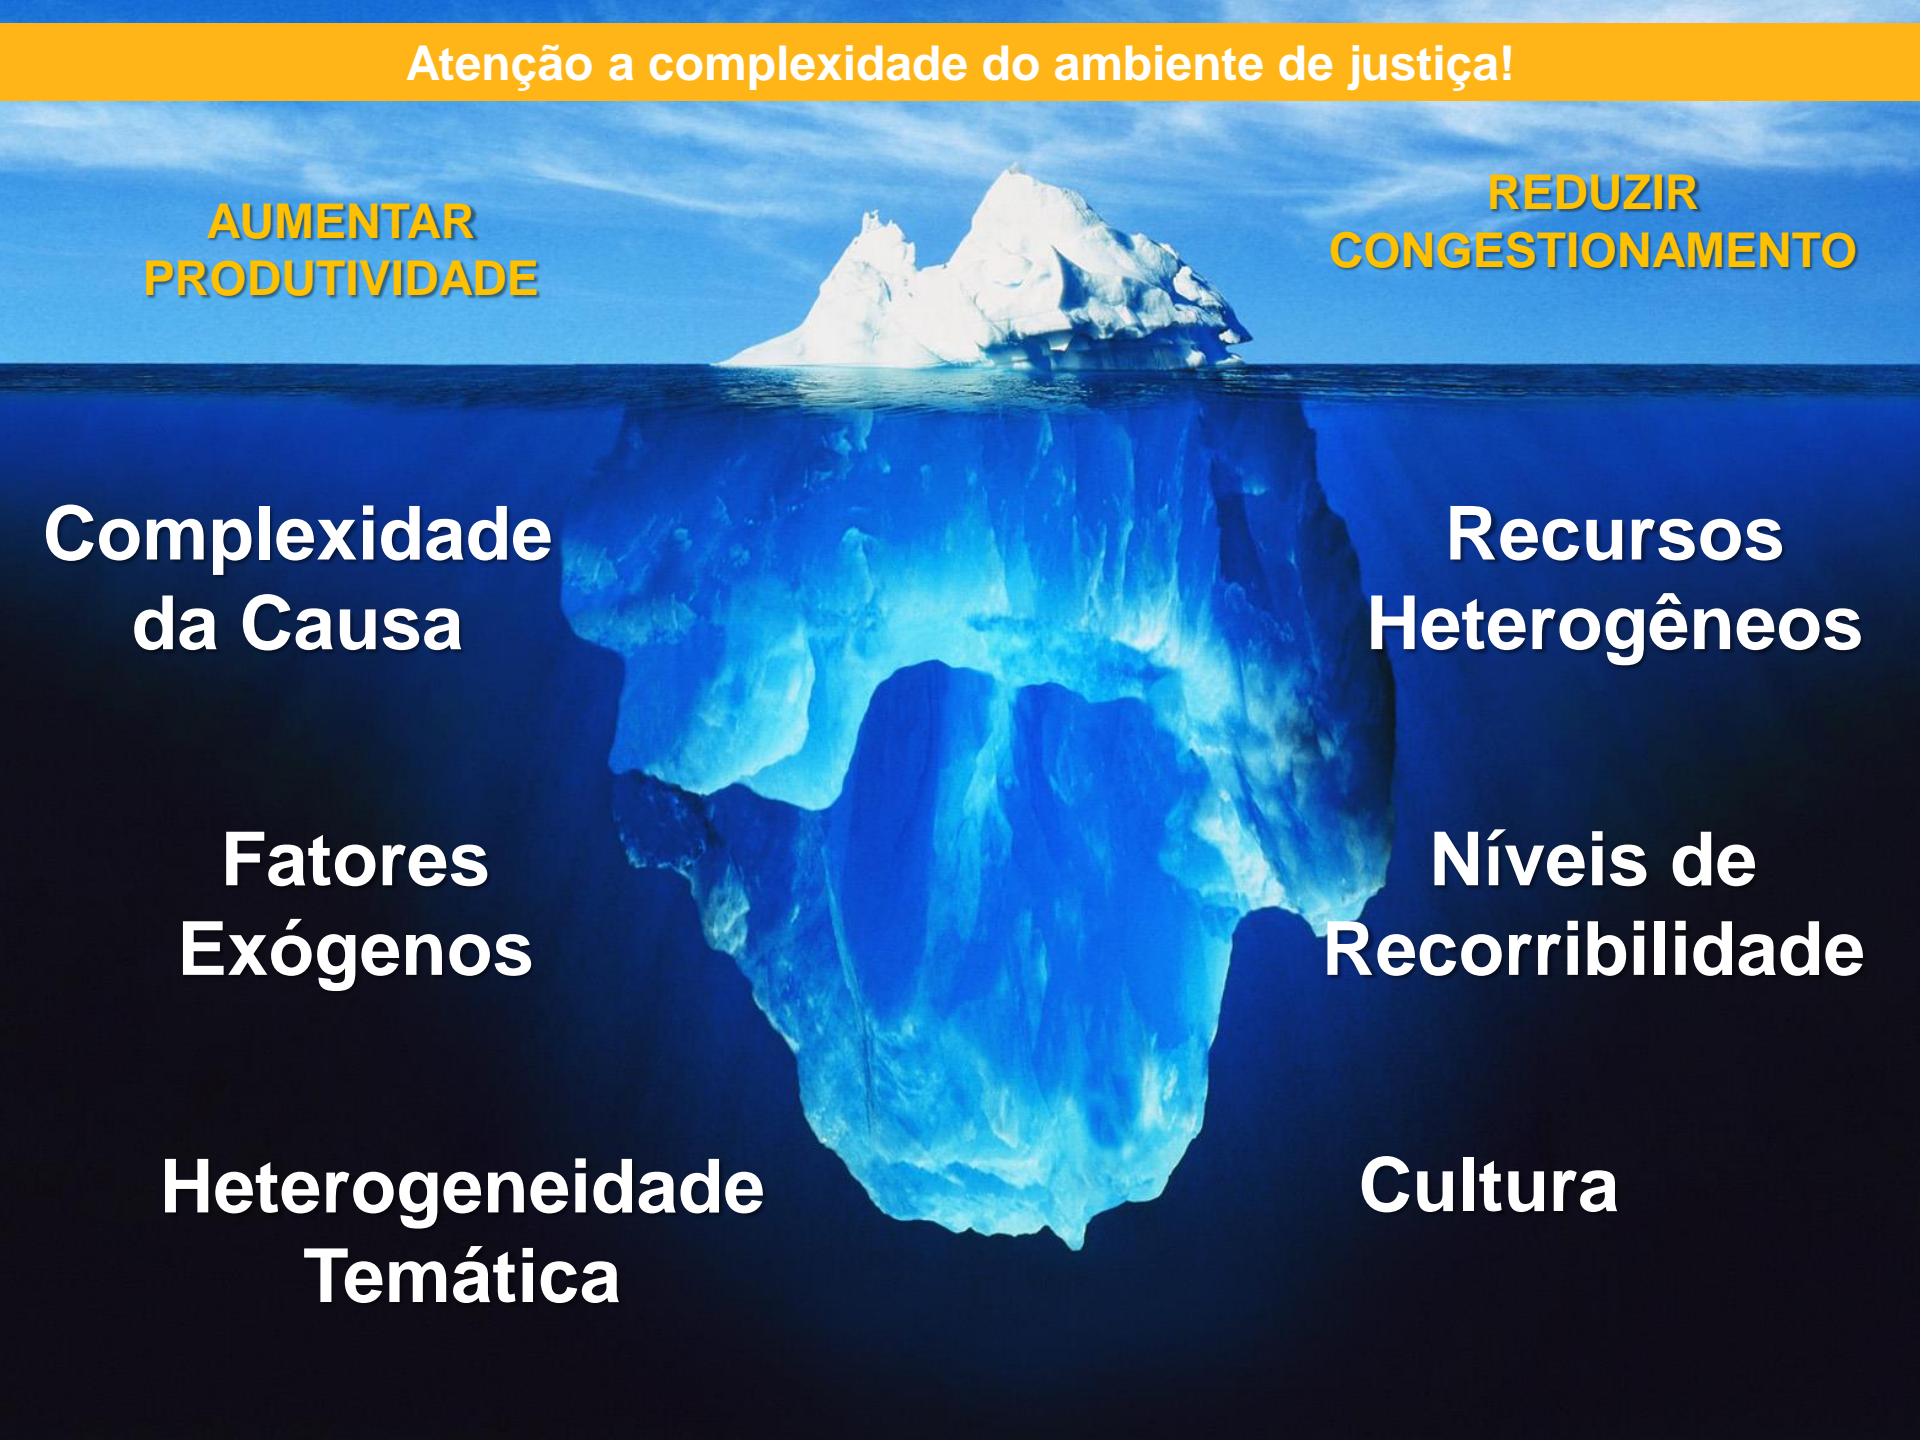 Atenção a complexidade do ambiente de justiça!
AUMENTAR
PRODUTIVIDADE
REDUZIR
CONGESTIONAMENTO
Complexidade
da Causa
Recursos
Heterogêneos
Fatores
Exógenos
Níveis de
Recorribilidade
Heterogeneidade
Temática
Cultura